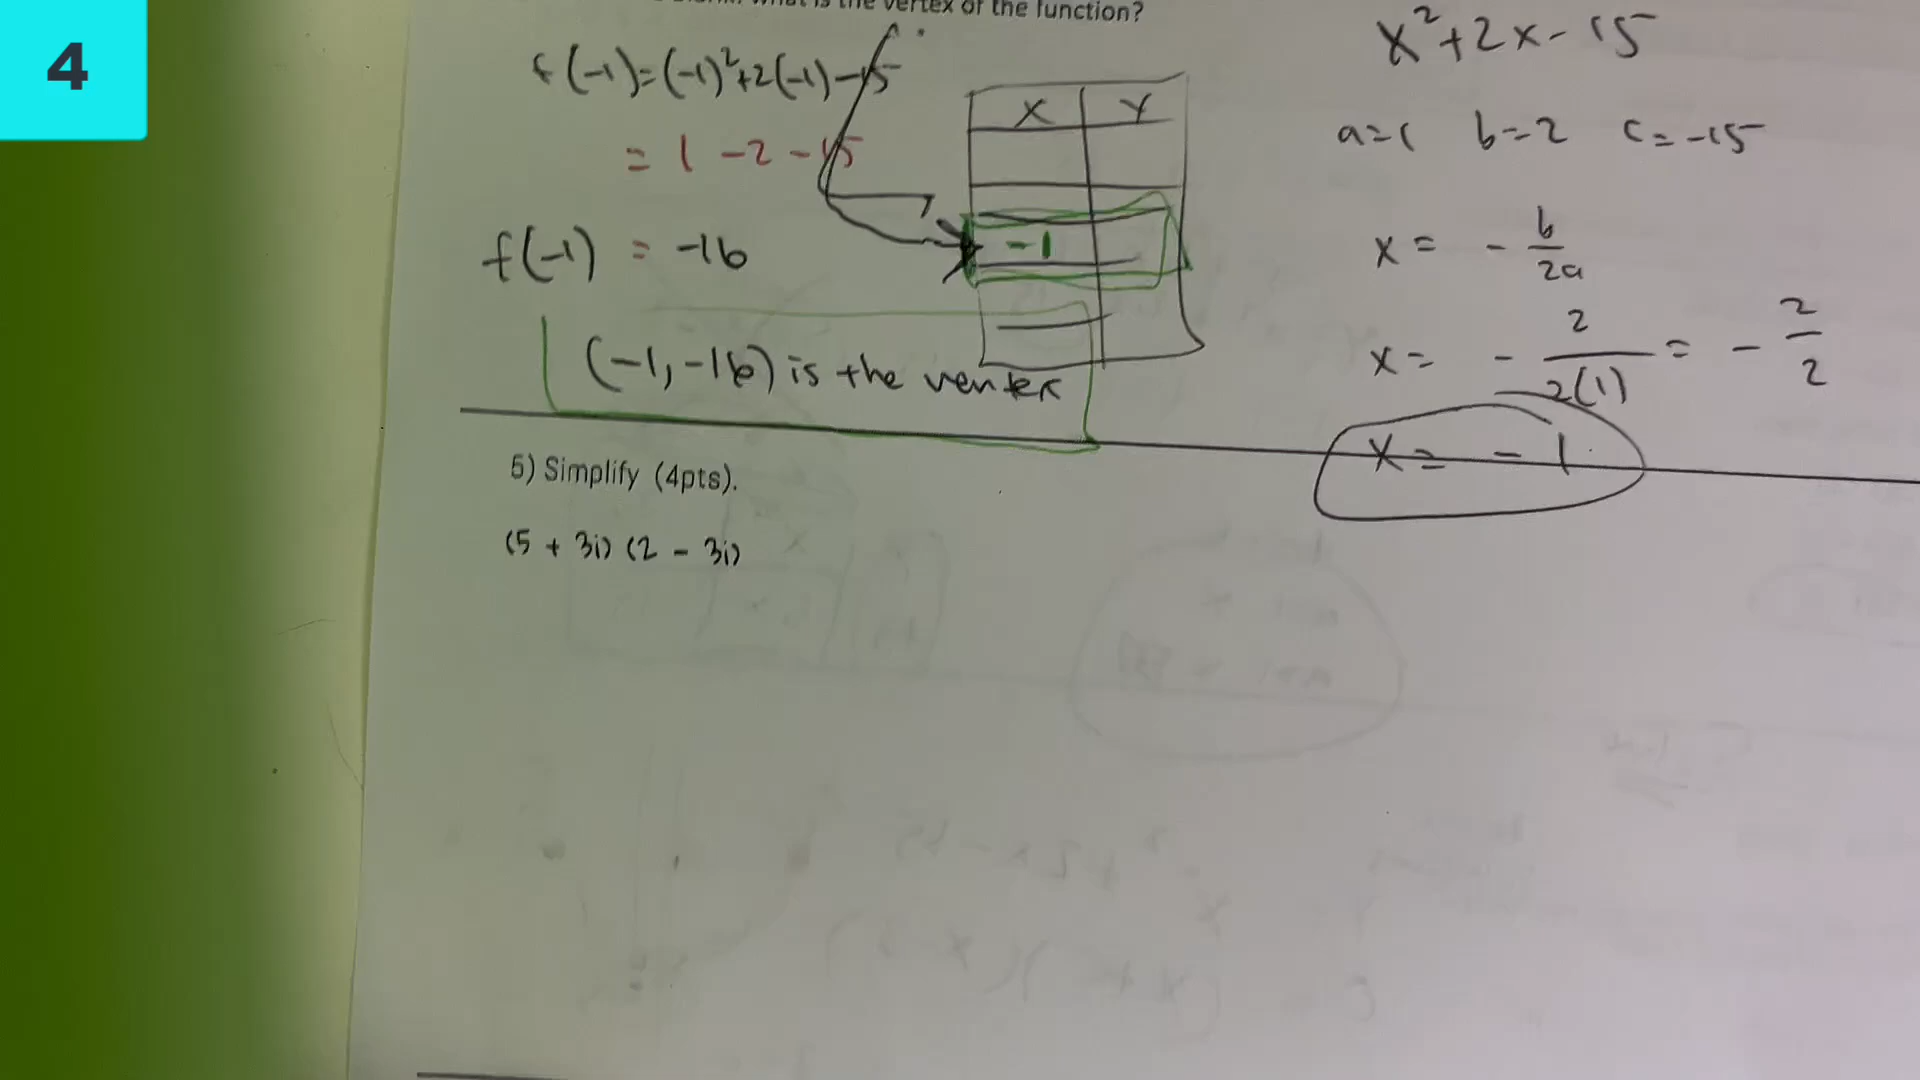 4
the vertex of the function?
f(-1)=(-1)²+2(-1)-15
= 1 -2 -15
f(-1) = -16
(-1,-16) is the vertex
X Y
-1
x²+2x-15
a=1 b=2 c=-15
x = - b/2a
x = - 2/2(1) = - 2/2
x = -1
5) Simplify (4pts).
(5 + 3i) (2 - 3i)